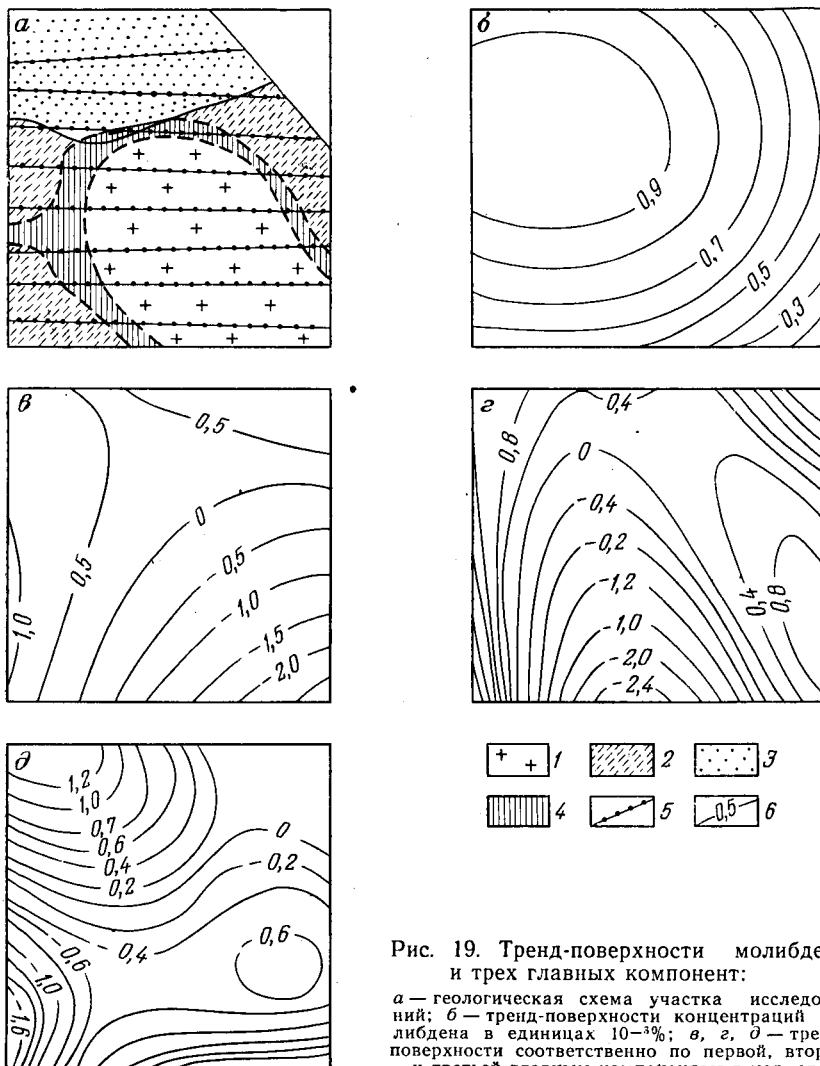 а
б
0,9
0,7
0,5
0,3
в
0,5
0
0,5
-0,5
1,0
-1,0
-1,5
-2,0
г
0,4
0,8
0
-0,4
-0,2
-1,2
-1,0
-2,0
-2,4
0,4
0,8
1 2 3
4 5 0,5 6
д
1,2
1,0
0,7
0,6
0,4
0,2
0
-0,2
-0,4
-0,6
-0,6
-1,0
-1,6
Рис. 19. Тренд-поверхности молибде
и трех главных компонент:
а — геологическая схема участка исследо
ний; б — тренд-поверхности концентраций
либдена в единицах 10−³%; в, г, д — трен
поверхности соответственно по первой, втор